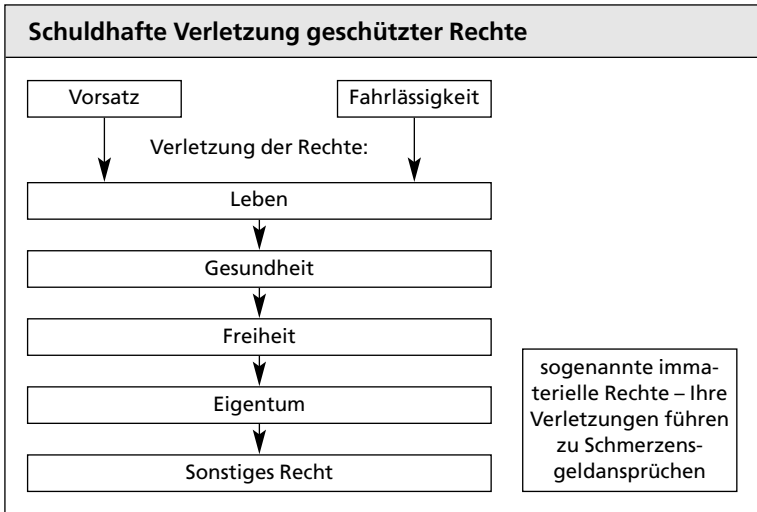 Schuldhafte Verletzung geschützter Rechte
Vorsatz
Fahrlässigkeit
Verletzung der Rechte:
Leben
Gesundheit
Freiheit
Eigentum
Sonstiges Recht
sogenannte imma-
terielle Rechte – Ihre
Verletzungen führen
zu Schmerzens-
geldansprüchen